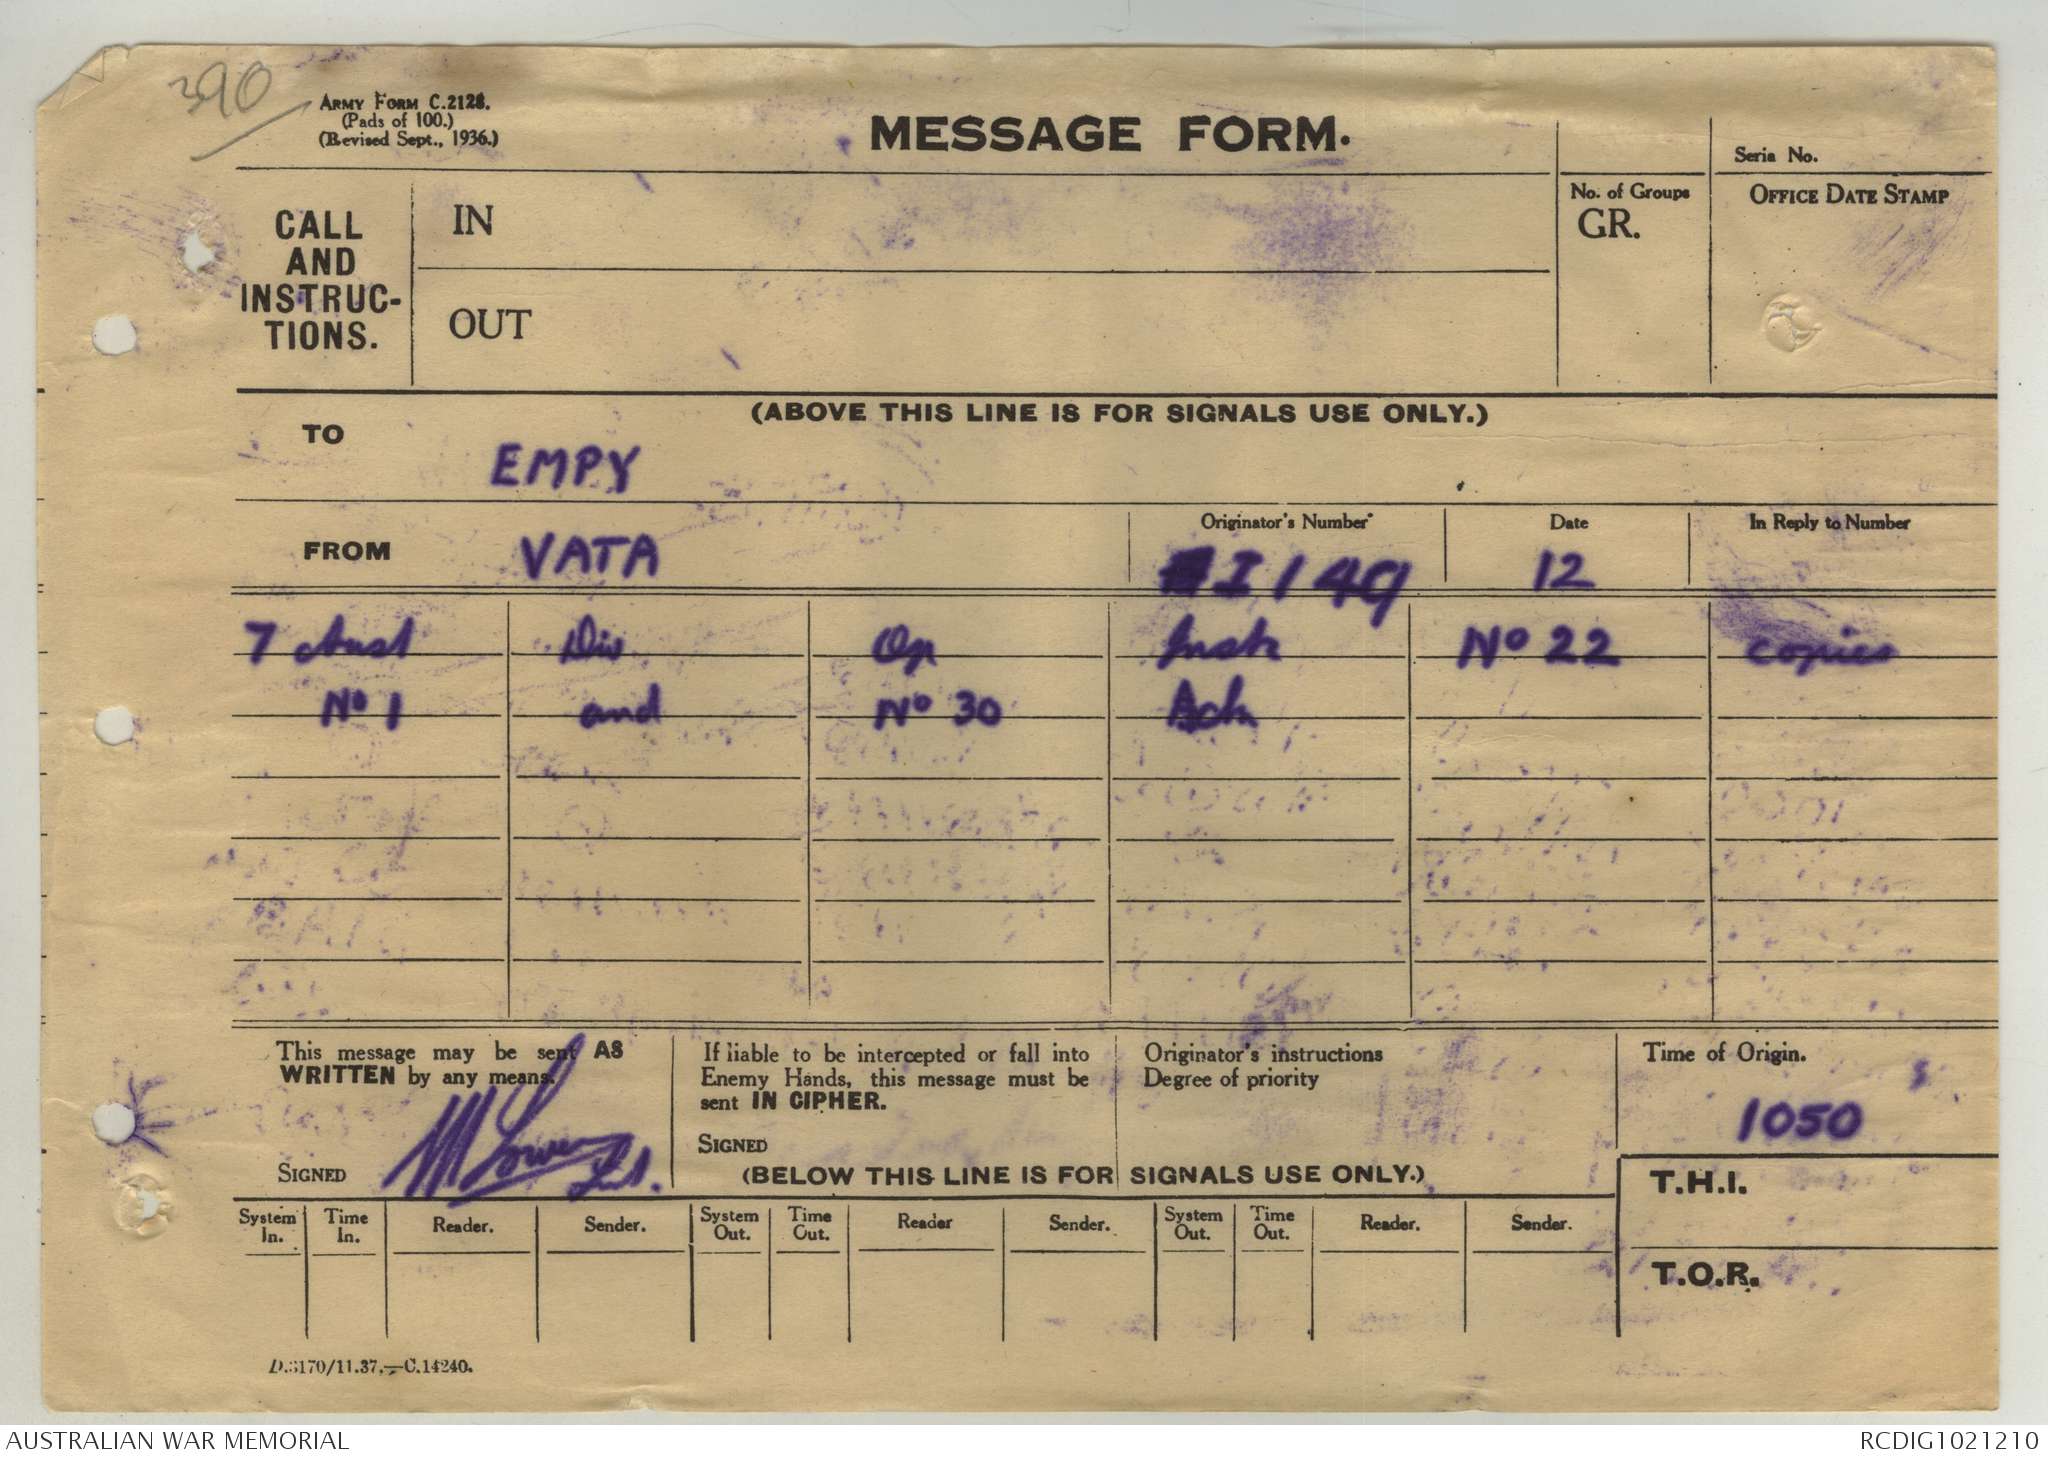 390
ARMY FORM C.2128.
(Pads of 100.)
(Revised Sept., 1936.)
MESSAGE FORM.
Seria No.
CALL AND INSTRUC-TIONS.
IN
OUT
No. of Groups
GR.
OFFICE DATE STAMP
(ABOVE THIS LINE IS FOR SIGNALS USE ONLY.)
TO EMPY
FROM VATA
Originator's Number I 149
Date 12
In Reply to Number
7 Aust Div Op Instr No 22 copies
No 1 and No 30 Ack
This message may be sent AS
WRITTEN by any means.
SIGNED
Lieut.
If liable to be intercepted or fall into
Enemy Hands, this message must be
sent IN CIPHER.
SIGNED
Originator's instructions
Degree of priority
Time of Origin.
1050
(BELOW THIS LINE IS FOR SIGNALS USE ONLY.)
T.H.I.
T.O.R.
System In. Time In. Reader. Sender. System Out. Time Out. Reader Sender. System Out. Time Out. Reader. Sender.
D.3170/11.37.—C.14240.
AUSTRALIAN WAR MEMORIAL
RCDIG1021210